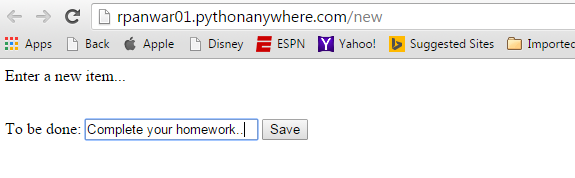 rpanwar01.pythonanywhere.com/new
Apps Back Apple Disney ESPN Yahoo! Suggested Sites Imported
Enter a new item...
To be done: Complete your homework.. Save